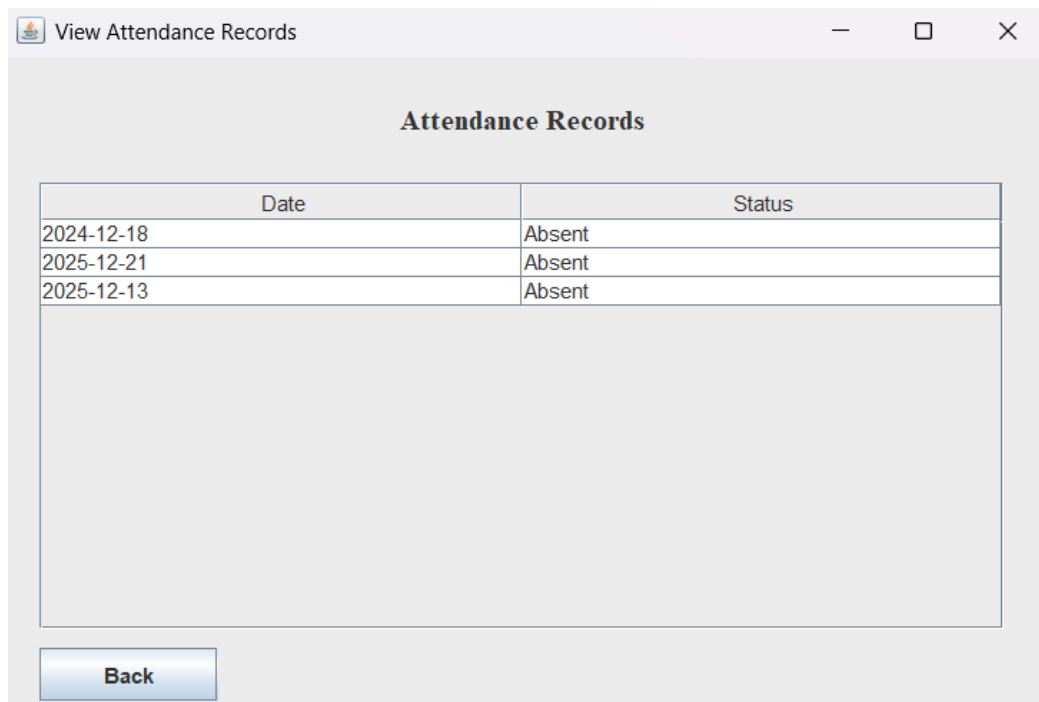 View Attendance Records
Attendance Records
Date Status
2024-12-18 Absent
2025-12-21 Absent
2025-12-13 Absent
Back